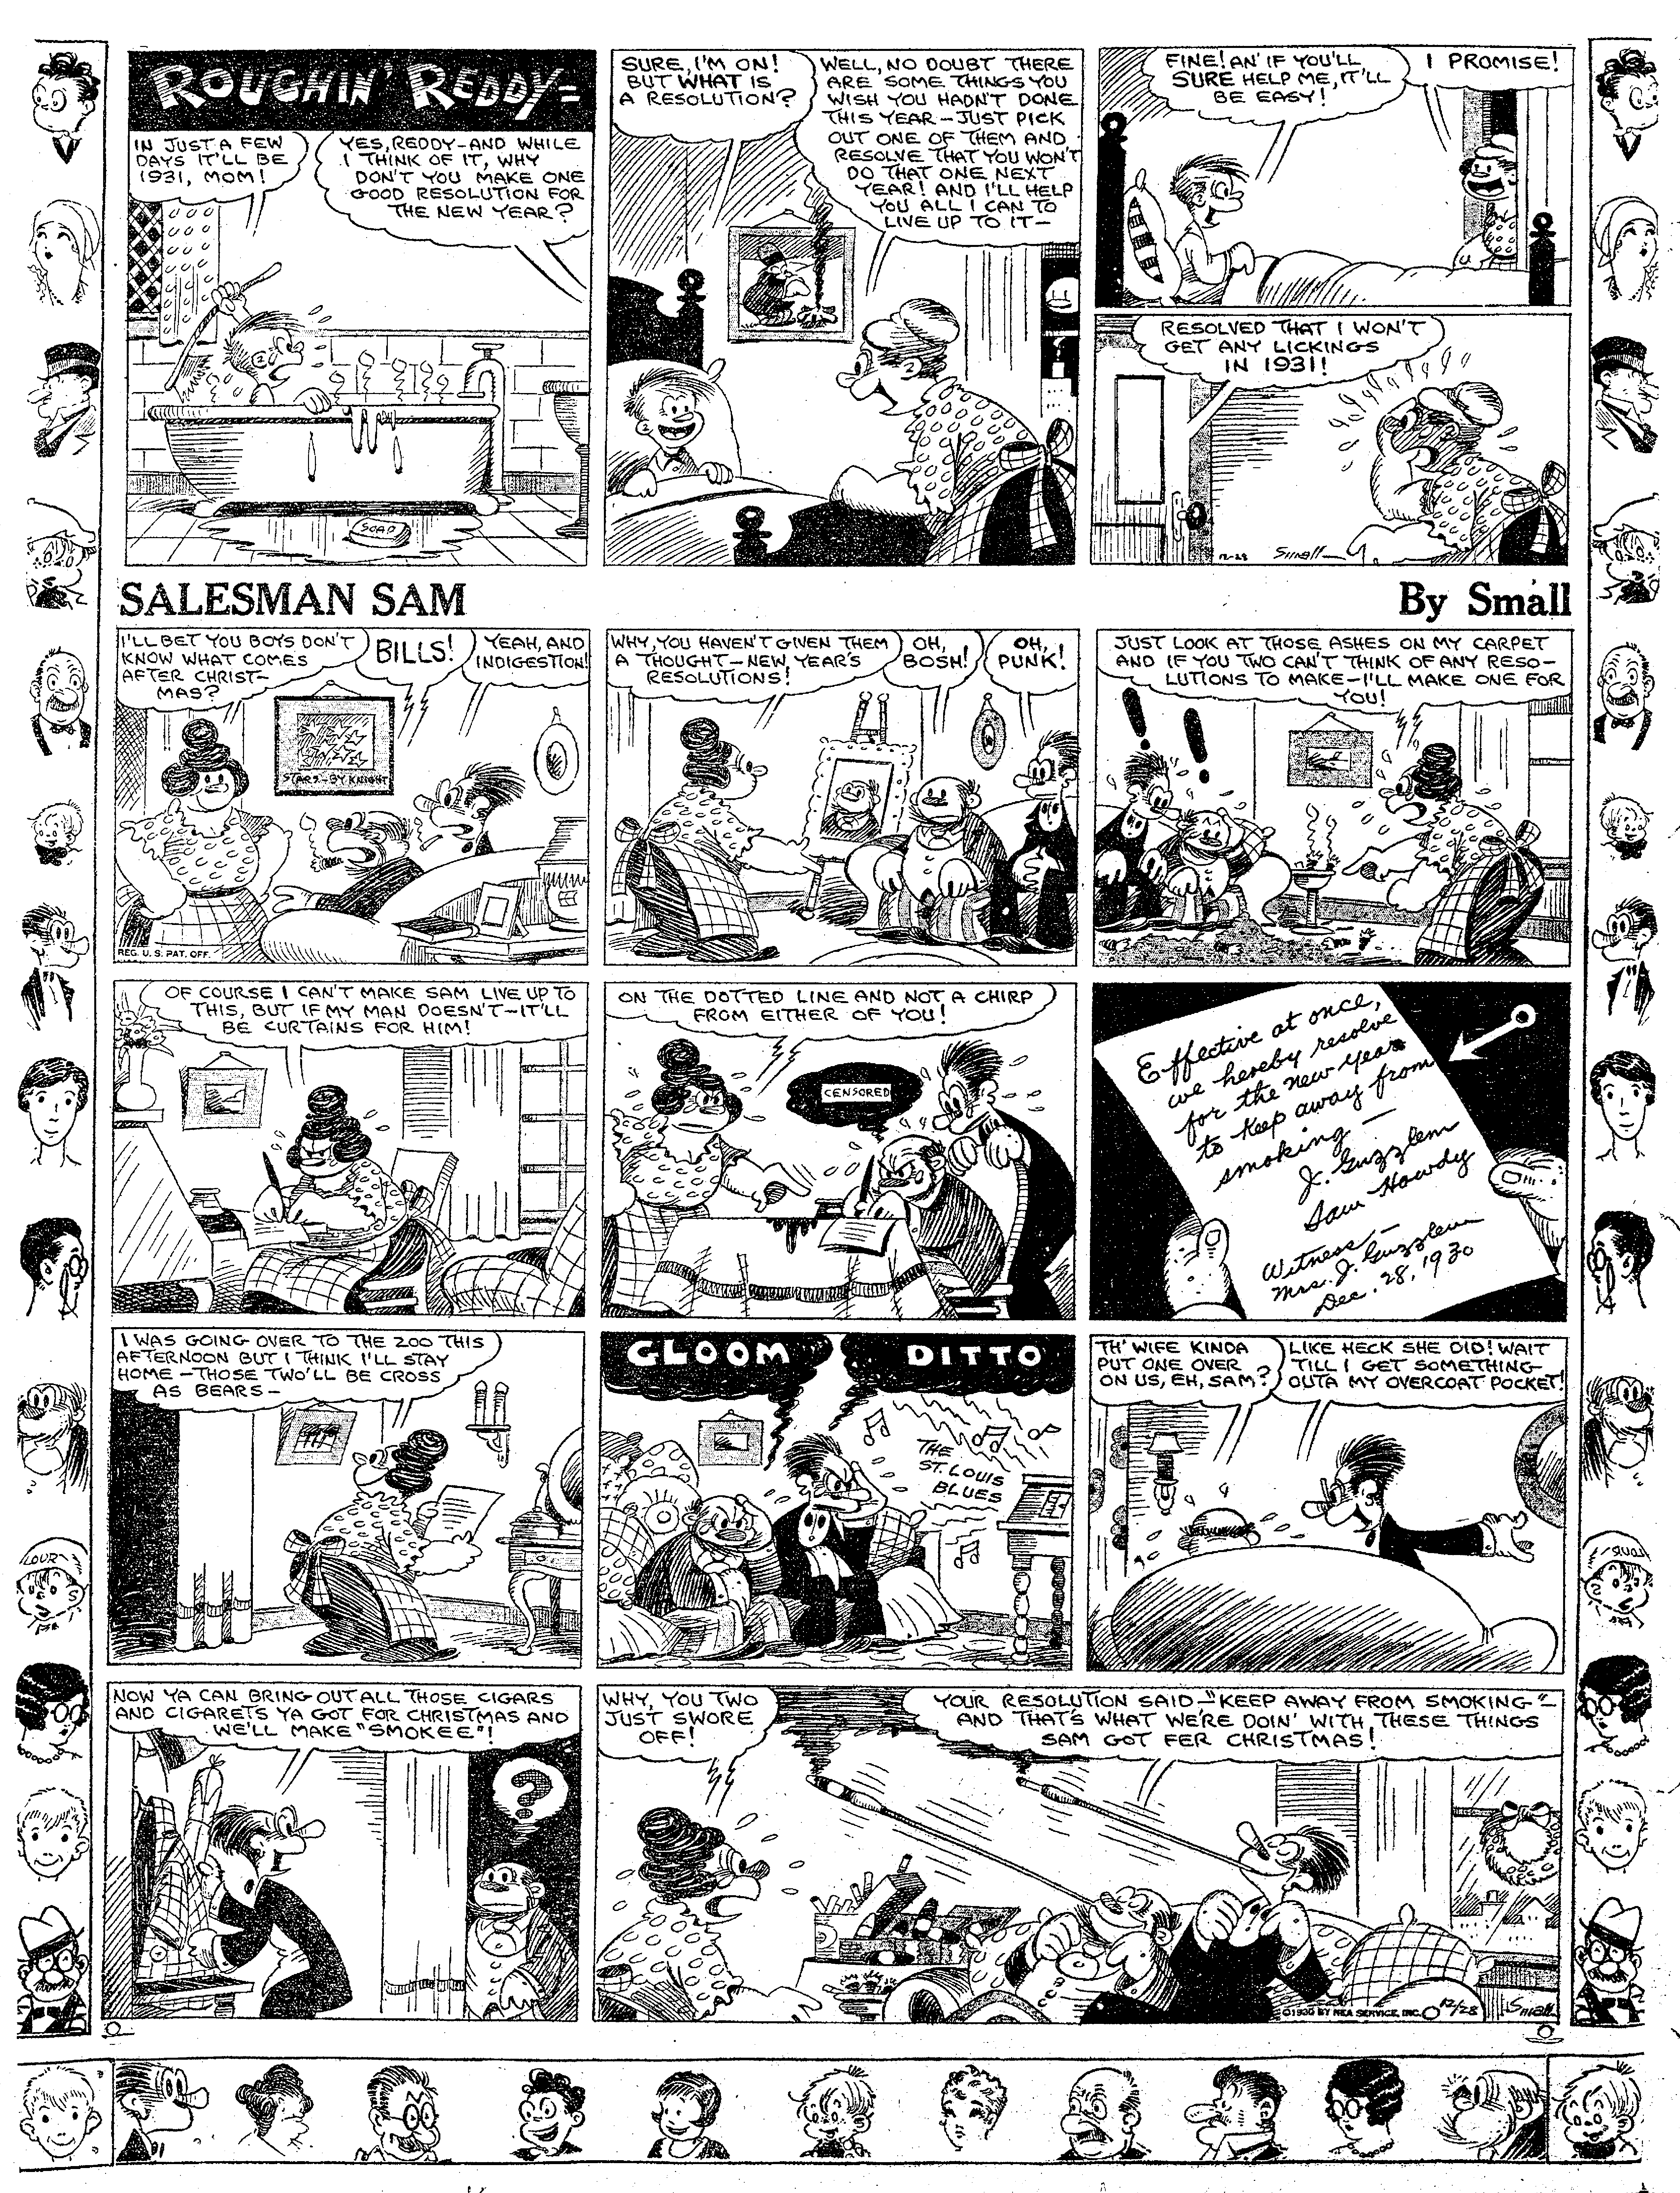 ROUGHIN' REDDY-
IN JUST A FEW
DAYS IT'LL BE
1931, MOM!
YES, REDDY-AND WHILE
I THINK OF IT, WHY
DON'T YOU MAKE ONE
GOOD RESOLUTION FOR
THE NEW YEAR?
SOAP
SURE, I'M ON!
BUT WHAT IS
A RESOLUTION?
WELL, NO DOUBT THERE
ARE SOME THINGS YOU
WISH YOU HADN'T DONE
THIS YEAR-JUST PICK
OUT ONE OF THEM AND
RESOLVE THAT YOU WON'T
DO THAT ONE NEXT
YEAR! AND I'LL HELP
YOU ALL I CAN TO
LIVE UP TO IT-
FINE! AN' IF YOU'LL
SURE HELP ME, IT'LL
BE EASY!
I PROMISE!
RESOLVED THAT I WON'T
GET ANY LICKINGS
IN 1931!
12-28 Small
SALESMAN SAM
By Small
I'LL BET YOU BOYS DON'T
KNOW WHAT COMES
AFTER CHRIST-
MAS?
BILLS!
YEAH, AND
INDIGESTION!
STARS-BY KNIGHT
REG. U. S. PAT. OFF.
WHY, YOU HAVEN'T GIVEN THEM
A THOUGHT-NEW YEAR'S
RESOLUTIONS!
OH,
BOSH!
OH,
PUNK!
JUST LOOK AT THOSE ASHES ON MY CARPET
AND IF YOU TWO CAN'T THINK OF ANY RESO-
LUTIONS TO MAKE-I'LL MAKE ONE FOR
YOU!
OF COURSE I CAN'T MAKE SAM LIVE UP TO
THIS, BUT IF MY MAN DOESN'T-IT'LL
BE CURTAINS FOR HIM!
ON THE DOTTED LINE AND NOT A CHIRP
FROM EITHER OF YOU!
CENSORED
Effective at once,
we hereby resolve
for the new year
to keep away from
smoking-
J. Guzzlem
Sam Howdy
Witness-
Mrs. J. Guzzlem
Dec. 28, 1930
I WAS GOING OVER TO THE ZOO THIS
AFTERNOON BUT I THINK I'LL STAY
HOME-THOSE TWO'LL BE CROSS
AS BEARS-
GLOOM
DITTO
THE
ST. LOUIS
BLUES
TH' WIFE KINDA
PUT ONE OVER
ON US, EH, SAM?
LIKE HECK SHE DID! WAIT
TILL I GET SOMETHING
OUTA MY OVERCOAT POCKET!
NOW YA CAN BRING OUT ALL THOSE CIGARS
AND CIGARETS YA GOT FOR CHRISTMAS AND
WE'LL MAKE "SMOKEE"!
?
WHY, YOU TWO
JUST SWORE
OFF!
YOUR RESOLUTION SAID-"KEEP AWAY FROM SMOKING"-
AND THAT'S WHAT WE'RE DOIN' WITH THESE THINGS
SAM GOT FER CHRISTMAS!
©1930 BY NEA SERVICE, INC. 12/28 Small